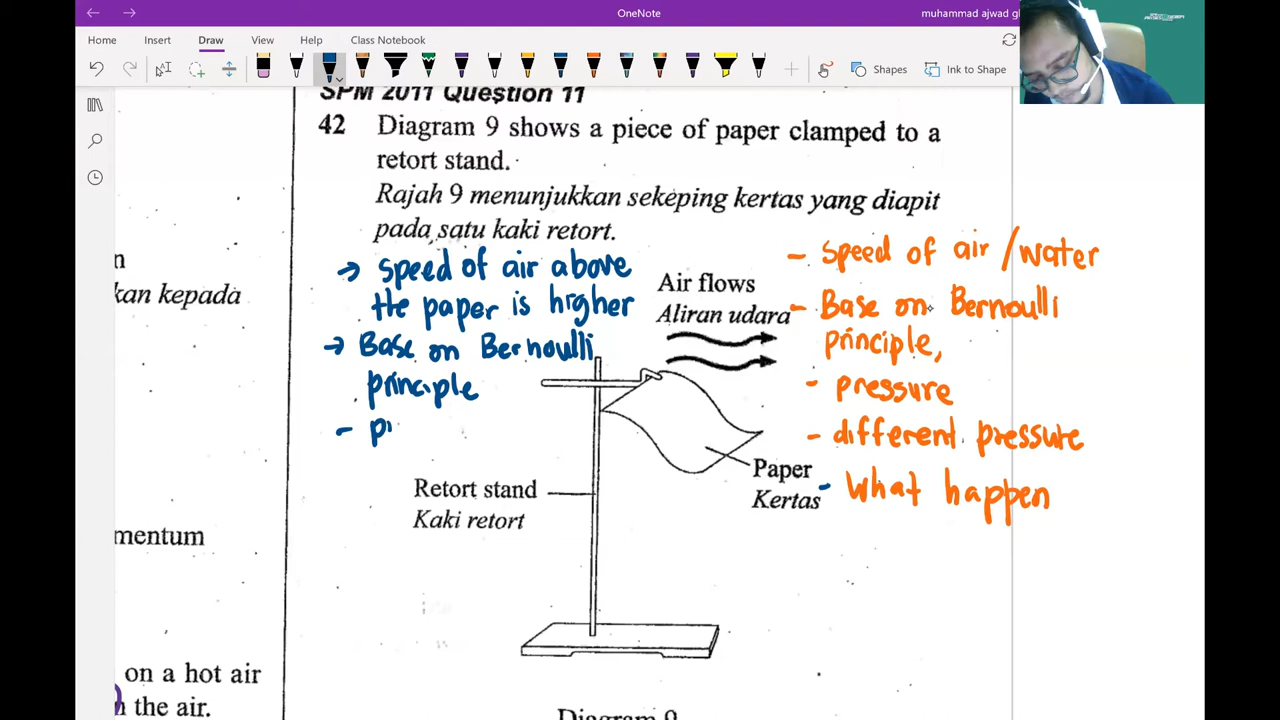 OneNote
muhammad ajwad gh
Home Insert Draw View Help Class Notebook
Shapes Ink to Shape
SPM 2011 Question 11
42 Diagram 9 shows a piece of paper clamped to a
retort stand.
Rajah 9 menunjukkan sekeping kertas yang diapit
pada satu kaki retort.
→ speed of air above
the paper is higher
→ Base on Bernoulli
principle
Air flows
Aliran udara
- speed of air / water
- Base on Bernoulli
principle,
- pressure
- different pressure
- What happen
Paper
Kertas
Retort stand
Kaki retort
Diagram 9
n
kan kepada
mentum
on a hot air
n the air.